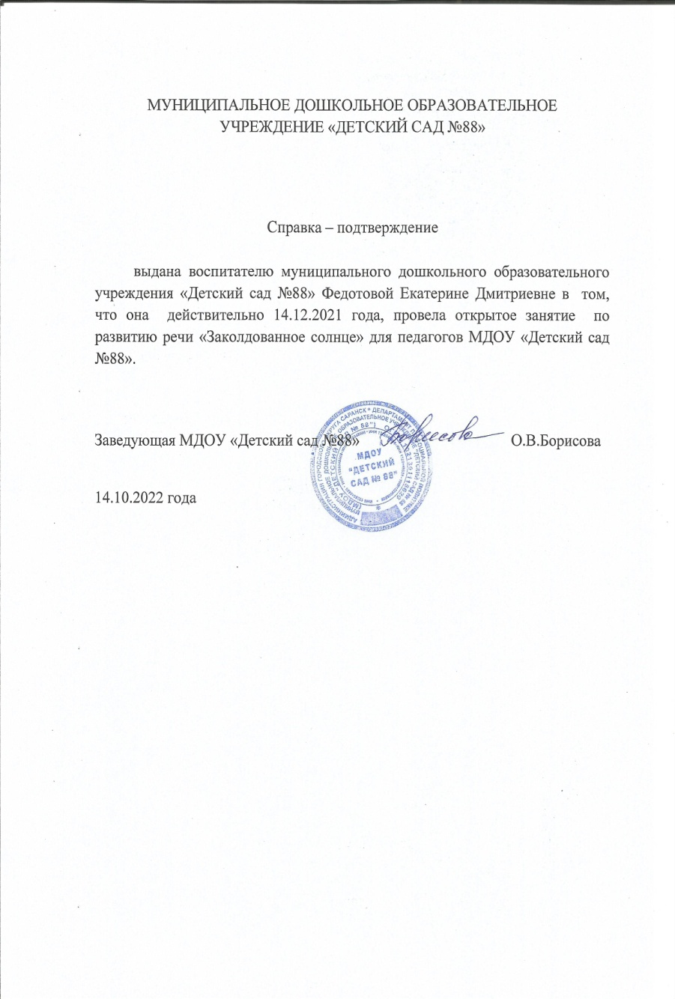 МУНИЦИПАЛЬНОЕ ДОШКОЛЬНОЕ ОБРАЗОВАТЕЛЬНОЕ
УЧРЕЖДЕНИЕ «ДЕТСКИЙ САД №88»
Справка – подтверждение
выдана воспитателю муниципального дошкольного образовательного
учреждения «Детский сад №88» Федотовой Екатерине Дмитриевне в том,
что она действительно 14.12.2021 года, провела открытое занятие по
развитию речи «Заколдованное солнце» для педагогов МДОУ «Детский сад
№88».
Заведующая МДОУ «Детский сад №88» О.В.Борисова
МДОУ
"ДЕТСКИЙ
САД № 88"
14.10.2022 года